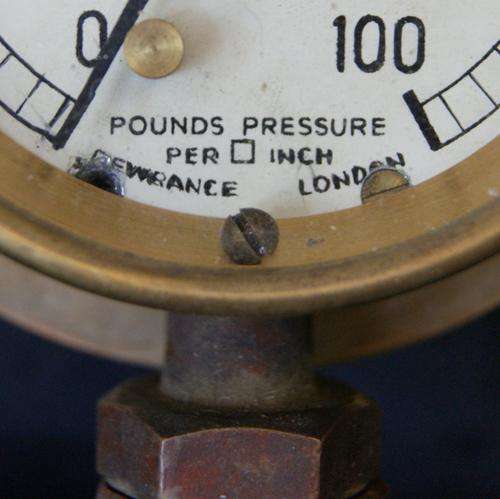 0 100
POUNDS PRESSURE
PER □ INCH
DEWRANCE LONDON